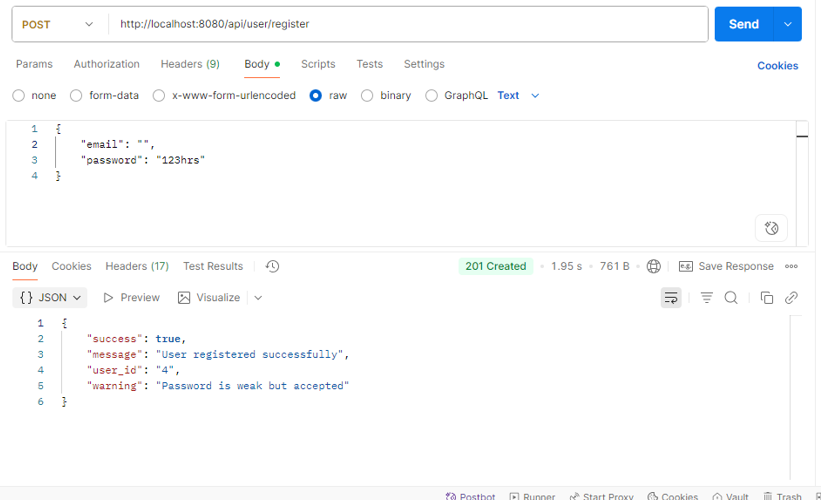 POST http://localhost:8080/api/user/register Send
Params Authorization Headers (9) Body Scripts Tests Settings Cookies
none form-data x-www-form-urlencoded raw binary GraphQL Text
1 {
2 "email": "",
3 "password": "123hrs"
4 }
Body Cookies Headers (17) Test Results 201 Created 1.95 s 761 B e.g. Save Response
{} JSON Preview Visualize
1 {
2 "success": true,
3 "message": "User registered successfully",
4 "user_id": "4",
5 "warning": "Password is weak but accepted"
6 }
Postbot Runner Start Proxy Cookies Vault Trash